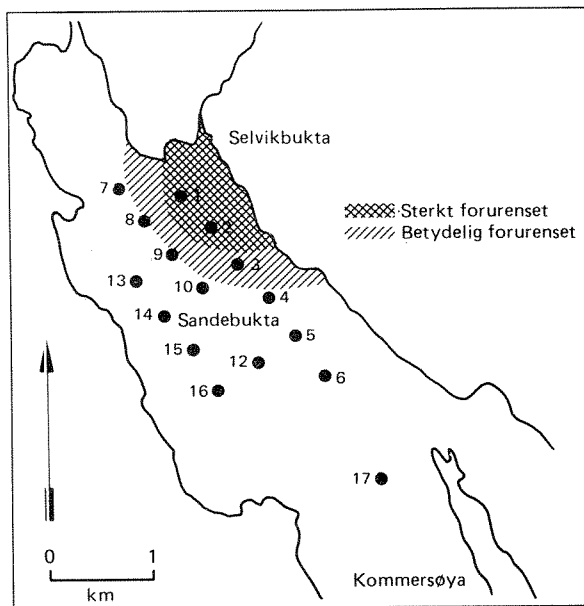 Selvikbukta
Sterkt forurenset
Betydelig forurenset
7
1
8
2
9
3
13
10
4
14
Sandebukta
5
15
12
6
16
17
0 1
km
Kommersøya